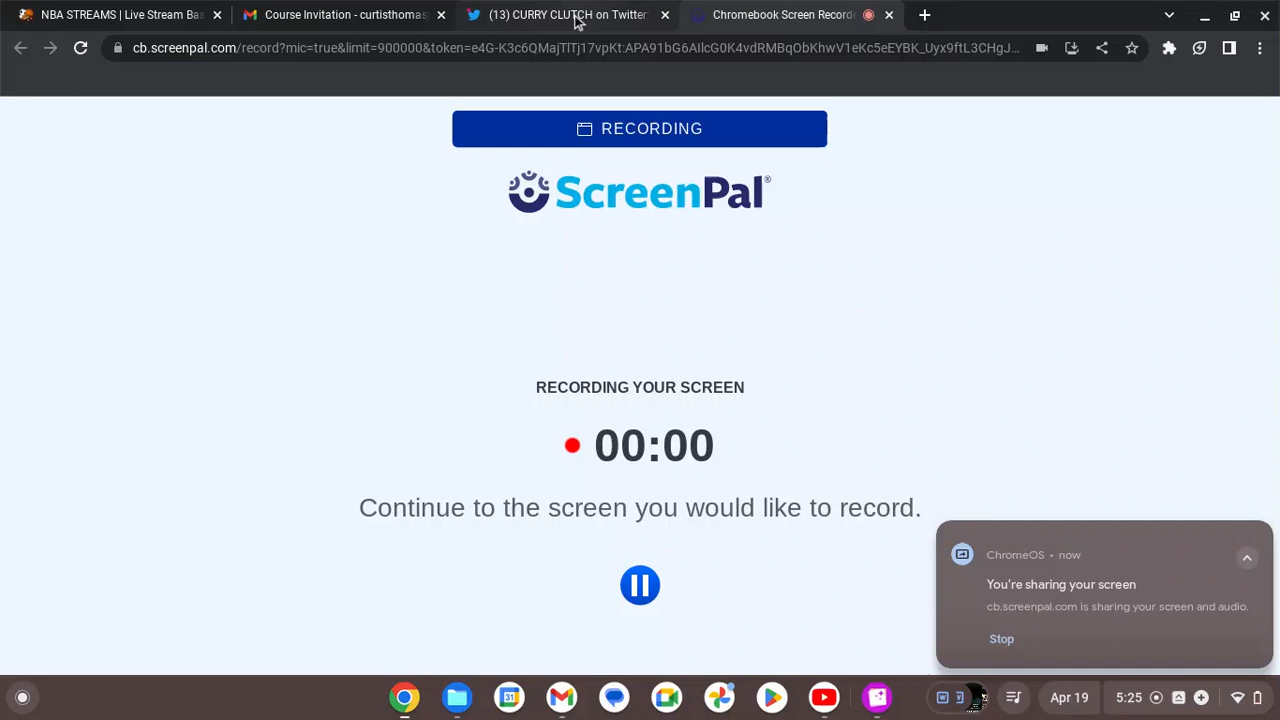 NBA STREAMS | Live Stream Bas
Course Invitation - curtisthomas
(13) CURRY CLUTCH on Twitter
Chromebook Screen Recorde
cb.screenpal.com/record?mic=true&limit=900000&token=e4G-K3c6QMajTlTj17vpKt:APA91bG6AIlcG0K4vdRMBqObKhwV1eKc5eEYBK_Uyx9ftL3CHgJ...
RECORDING
ScreenPal®
RECORDING YOUR SCREEN
00:00
Continue to the screen you would like to record.
ChromeOS • now
You're sharing your screen
cb.screenpal.com is sharing your screen and audio.
Stop
31
Apr 19
5:25